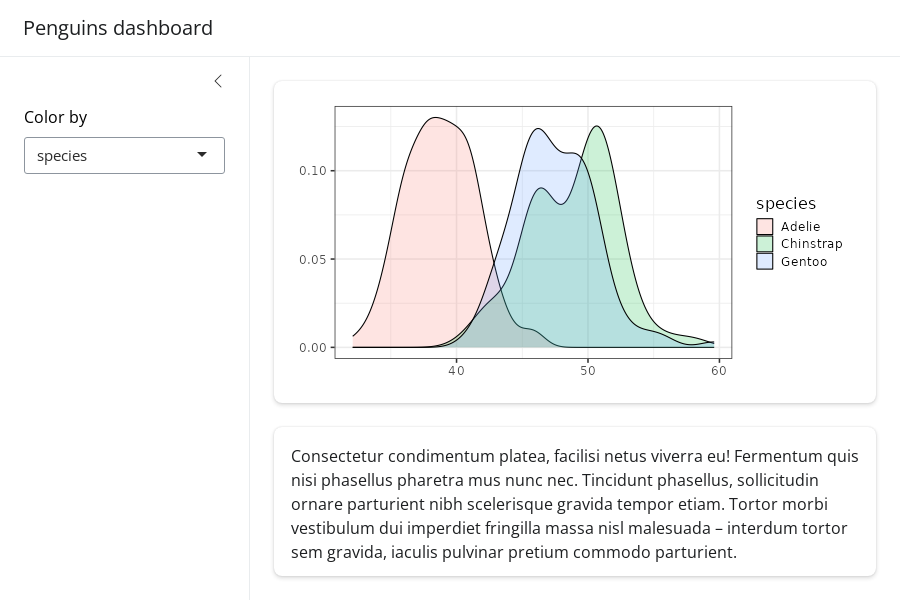 Penguins dashboard
Color by
species
0.10
0.05
0.00
40 50 60
species
Adelie
Chinstrap
Gentoo
Consectetur condimentum platea, facilisi netus viverra eu! Fermentum quis
nisi phasellus pharetra mus nunc nec. Tincidunt phasellus, sollicitudin
ornare parturient nibh scelerisque gravida tempor etiam. Tortor morbi
vestibulum dui imperdiet fringilla massa nisl malesuada – interdum tortor
sem gravida, iaculis pulvinar pretium commodo parturient.